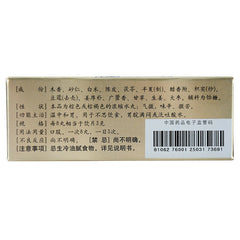 【成　　份】 木香、砂仁、白术、陈皮、茯苓、半夏(制)、醋香附、枳实(炒)、
豆蔻(去壳)、姜厚朴、广藿香、甘草、生姜、大枣。辅料为
【性　　状】 本品为棕色至棕褐色的浓缩水丸；气微，味辛、微苦。
【功能主治】 温中和胃。用于不思饮食，胃脘满闷及泛吐酸水。
【规　　格】 每8丸相当于饮片3克
【用法用量】 口服，一次8丸，一日3次。
【不良反应】 尚不明确。【禁忌】尚不明确。
【注意事项】 忌生冷油腻食物。详见说明书。
中国药品电子监管码
81062 76001 25031 73691